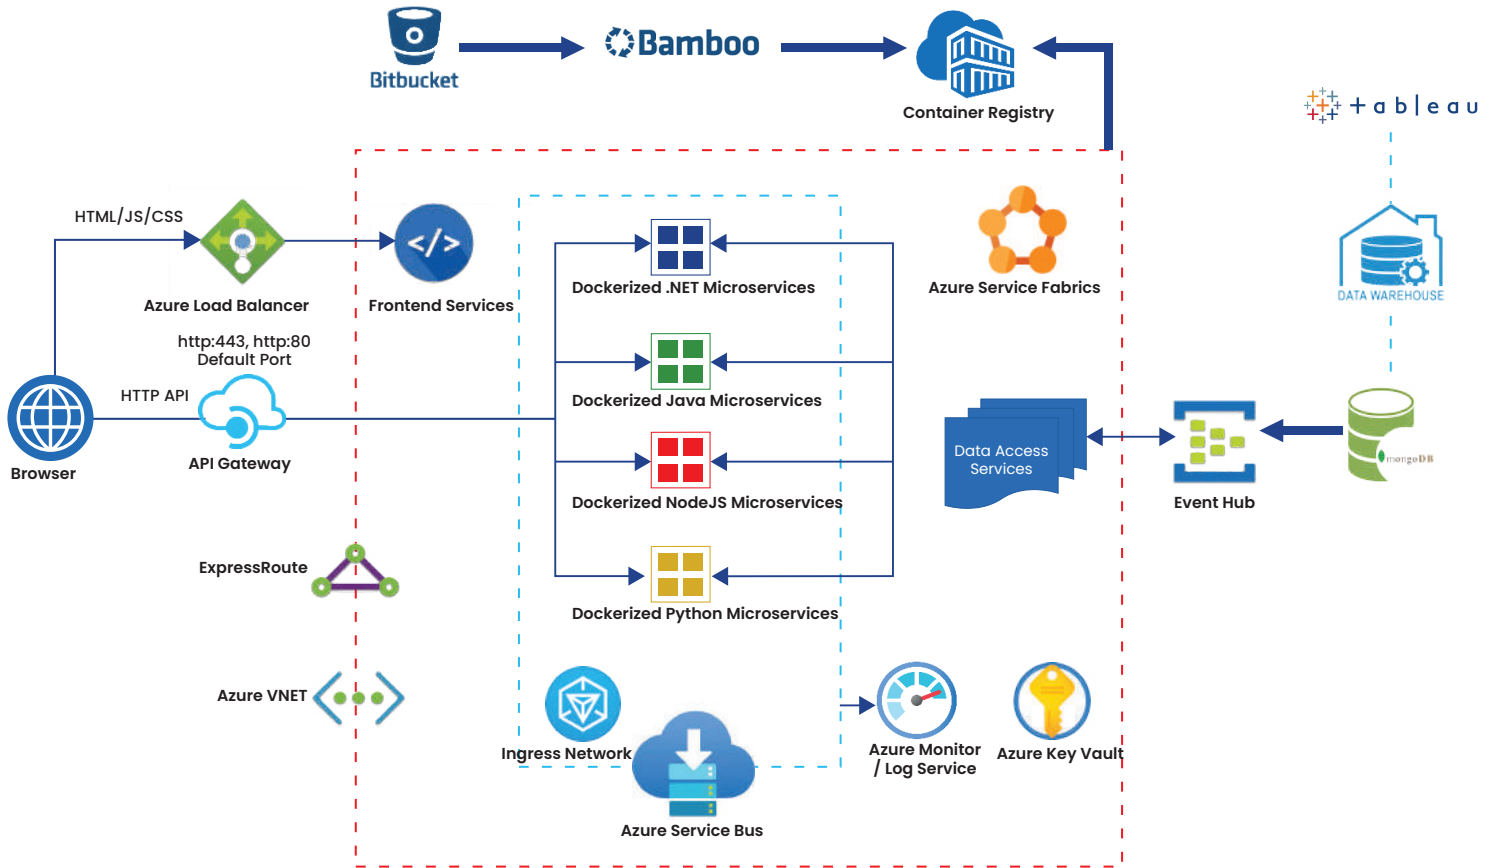 Bitbucket
Bamboo
Container Registry
+ a b | e a u
HTML/JS/CSS
Azure Load Balancer
http:443, http:80
Default Port
Frontend Services
Dockerized .NET Microservices
Azure Service Fabrics
DATA WAREHOUSE
HTTP API
API Gateway
Browser
Dockerized Java Microservices
Data Access
Services
Event Hub
mongoDB
Dockerized NodeJS Microservices
ExpressRoute
Dockerized Python Microservices
Azure VNET
Ingress Network
Azure Service Bus
Azure Monitor
/ Log Service
Azure Key Vault